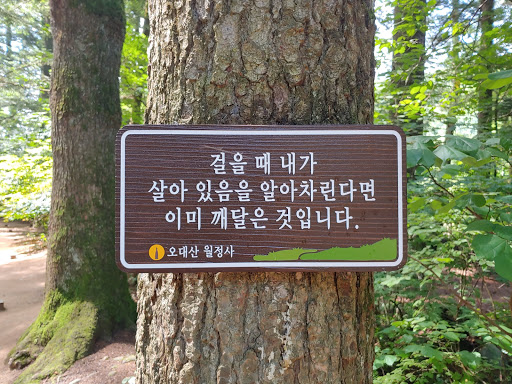 걸을 때 내가
살아 있음을 알아차린다면
이미 깨달은 것입니다.
오대산 월정사